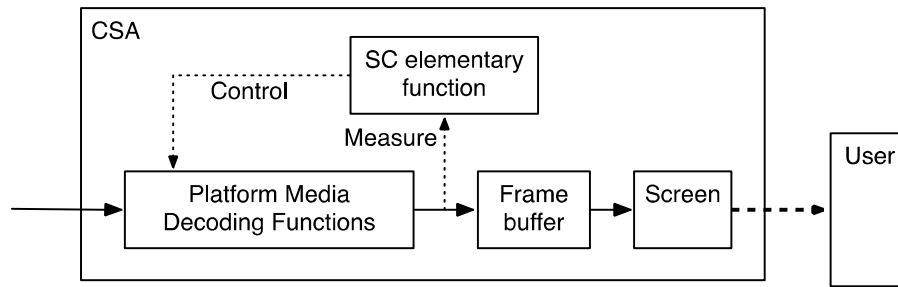 CSA
SC elementary
function
Control
Measure
Platform Media
Decoding Functions
Frame
buffer
Screen
User